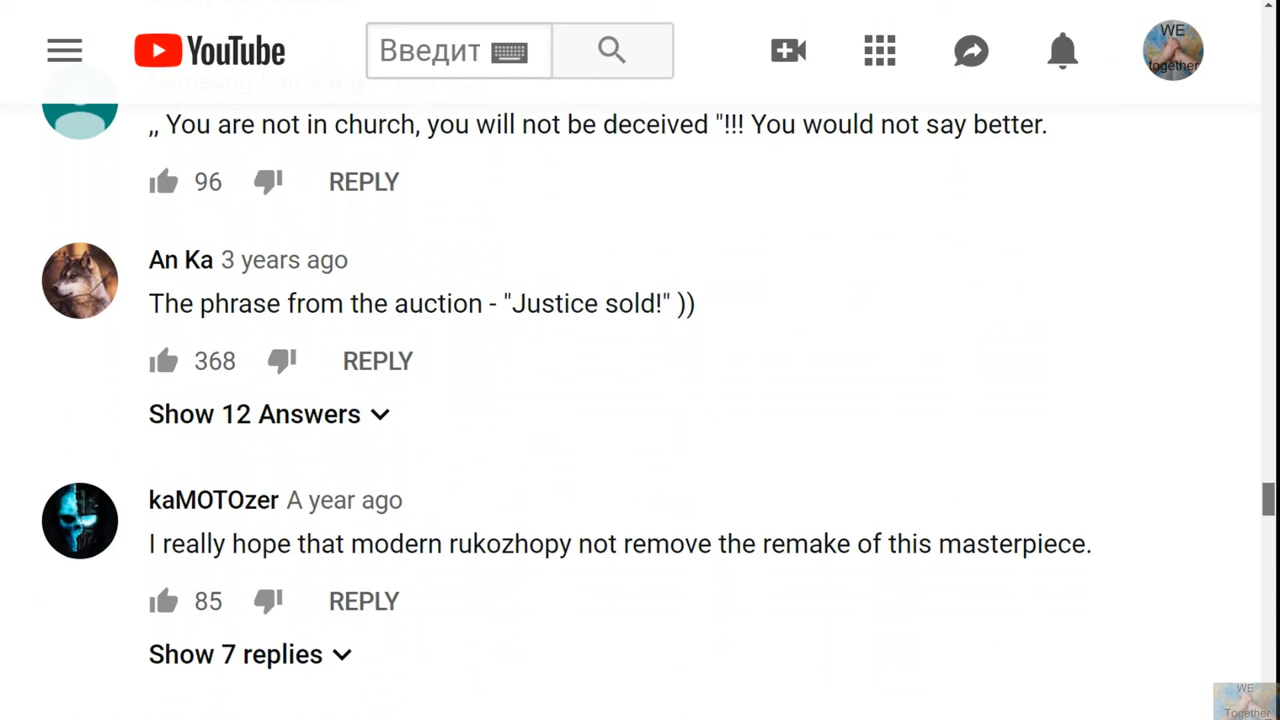 YouTube
Введит
WE
together
„ You are not in church, you will not be deceived "!!! You would not say better.
96 REPLY
An Ka 3 years ago
The phrase from the auction - "Justice sold!" ))
368 REPLY
Show 12 Answers
kaMOTOzer A year ago
I really hope that modern rukozhopy not remove the remake of this masterpiece.
85 REPLY
Show 7 replies
WE
Together